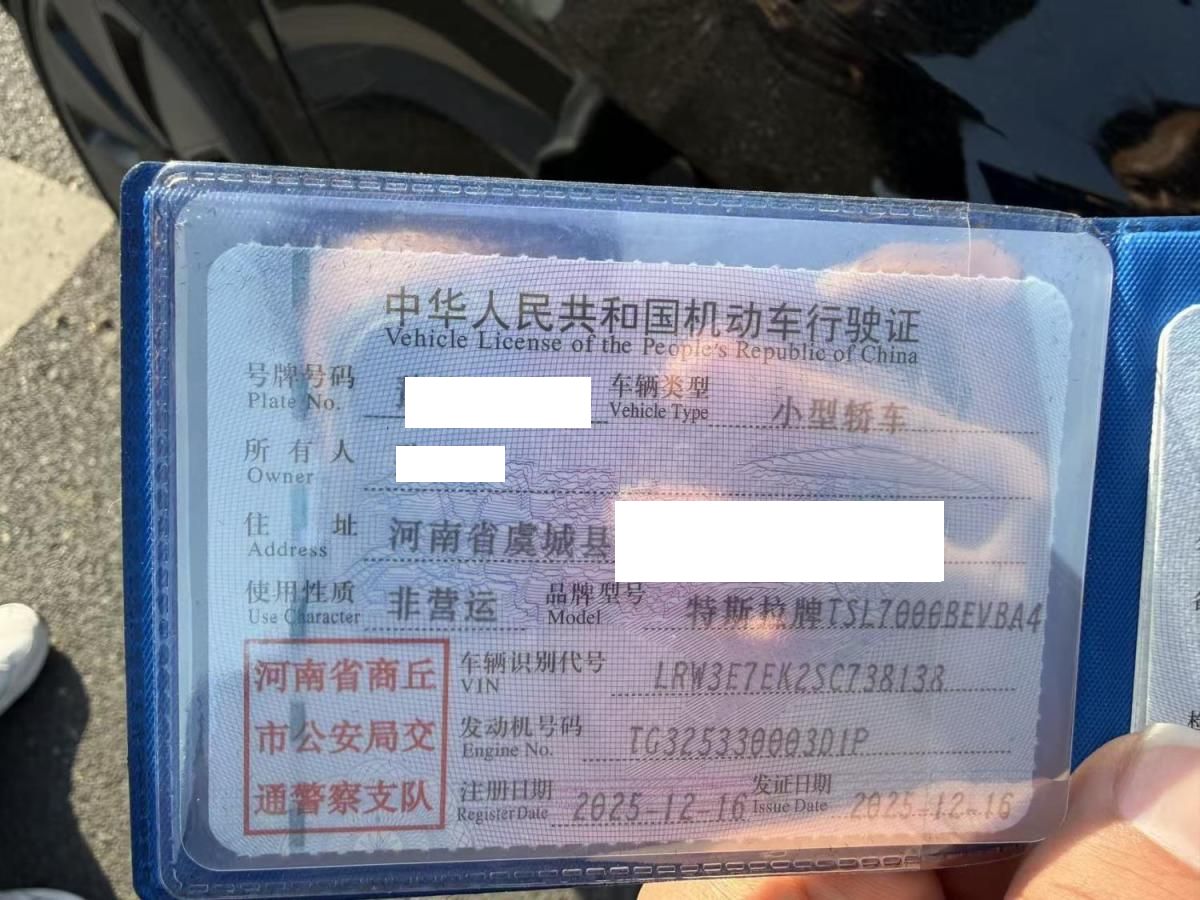 中华人民共和国机动车行驶证
Vehicle License of the People's Republic of China
号牌号码 车辆类型 小型轿车
Plate No. Vehicle Type
所有人
Owner
住址 河南省虞城县
Address
使用性质 非营运 品牌型号 特斯拉牌TSL7000BEVBA4
Use Character Model
车辆识别代号 LRW3E7EK2SC738138
VIN
发动机号码 TG325330003D1P
Engine No.
注册日期 2025-12-16 发证日期 2025-12-16
Register Date Issue Date
河南省商丘
市公安局交
通警察支队